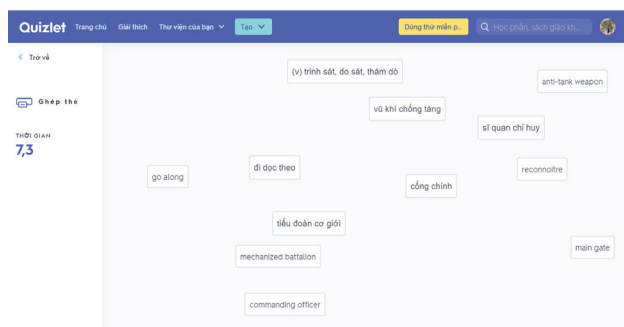 Quizlet Trang chủ Giải thích Thư viện của bạn Tạo Dùng thử miễn p... Học phần, sách giáo kh...
Trở về
(v) trinh sát, do sát, thám dò
anti-tank weapon
Ghép thẻ
vũ khí chống tăng
sĩ quan chỉ huy
THỜI GIAN
7,3
đi dọc theo
reconnoitre
go along
cổng chính
tiểu đoàn cơ giới
main gate
mechanized battalion
commanding officer